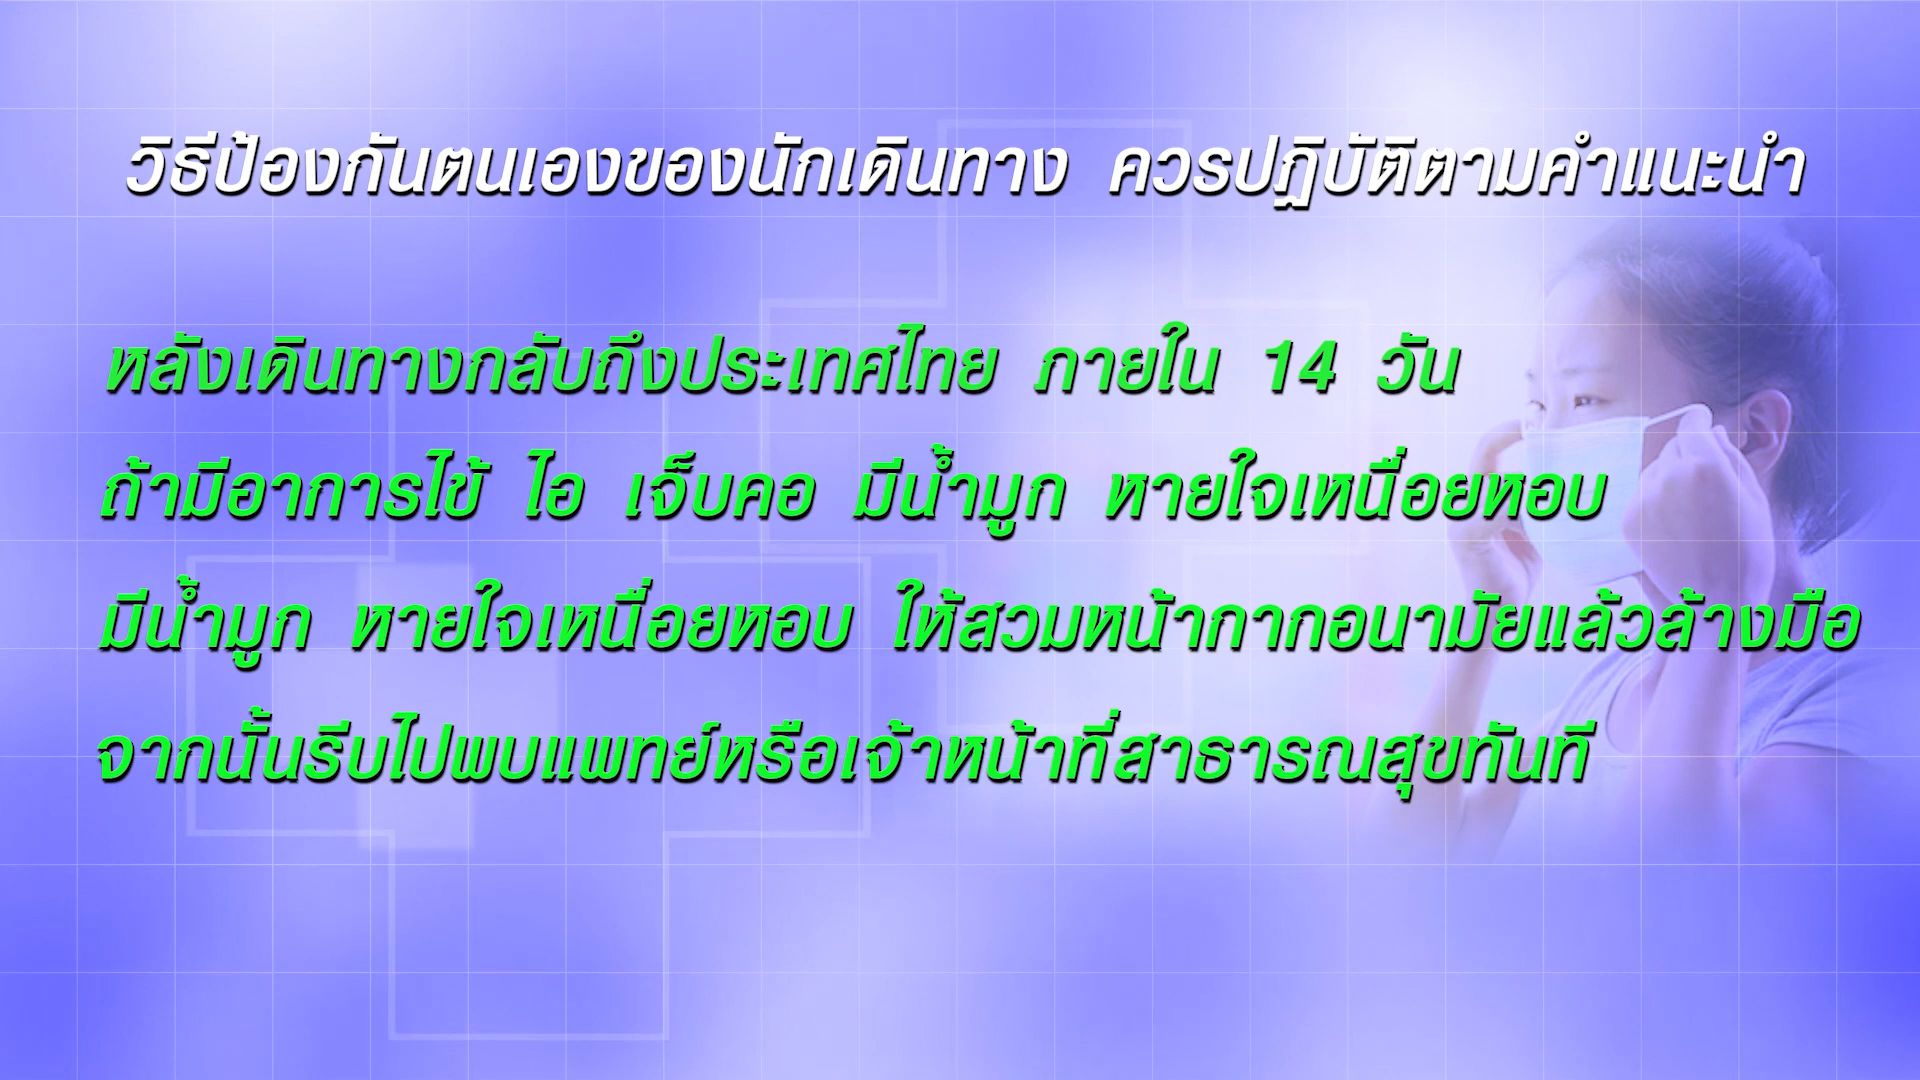 วิธีป้องกันตนเองของนักเดินทาง ควรปฏิบัติตามคำแนะนำ
หลังเดินทางกลับถึงประเทศไทย ภายใน 14 วัน
ถ้ามีอาการไข้ ไอ เจ็บคอ มีน้ำมูก หายใจเหนื่อยหอบ
มีน้ำมูก หายใจเหนื่อยหอบ ให้สวมหน้ากากอนามัยแล้วล้างมือ
จากนั้นรีบไปพบแพทย์หรือเจ้าหน้าที่สาธารณสุขทันที